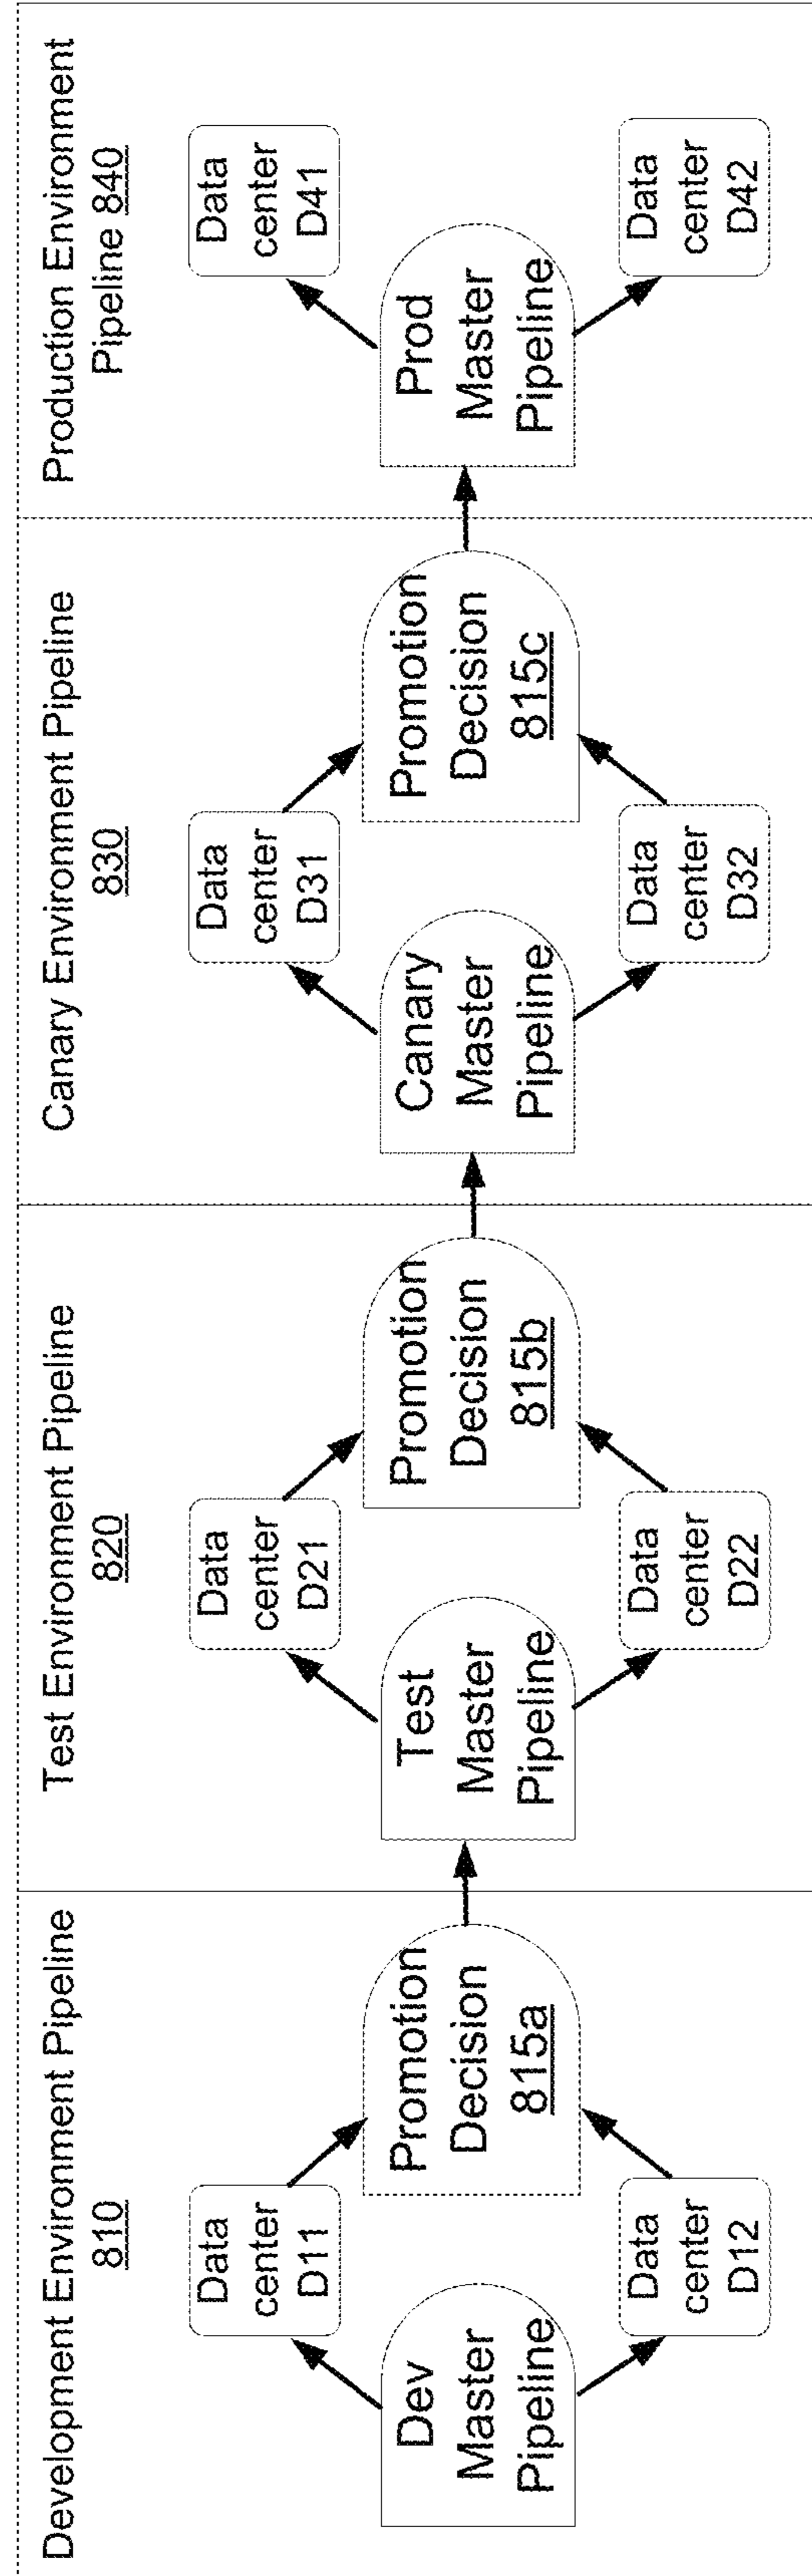 Development Environment Pipeline
810
Data
center
D11
Dev
Master
Pipeline
Promotion
Decision
815a
Data
center
D12
Test Environment Pipeline
820
Data
center
D21
Test
Master
Pipeline
Promotion
Decision
815b
Data
center
D22
Canary Environment Pipeline
830
Data
center
D31
Canary
Master
Pipeline
Promotion
Decision
815c
Data
center
D32
Production Environment
Pipeline 840
Data
center
D41
Prod
Master
Pipeline
Data
center
D42